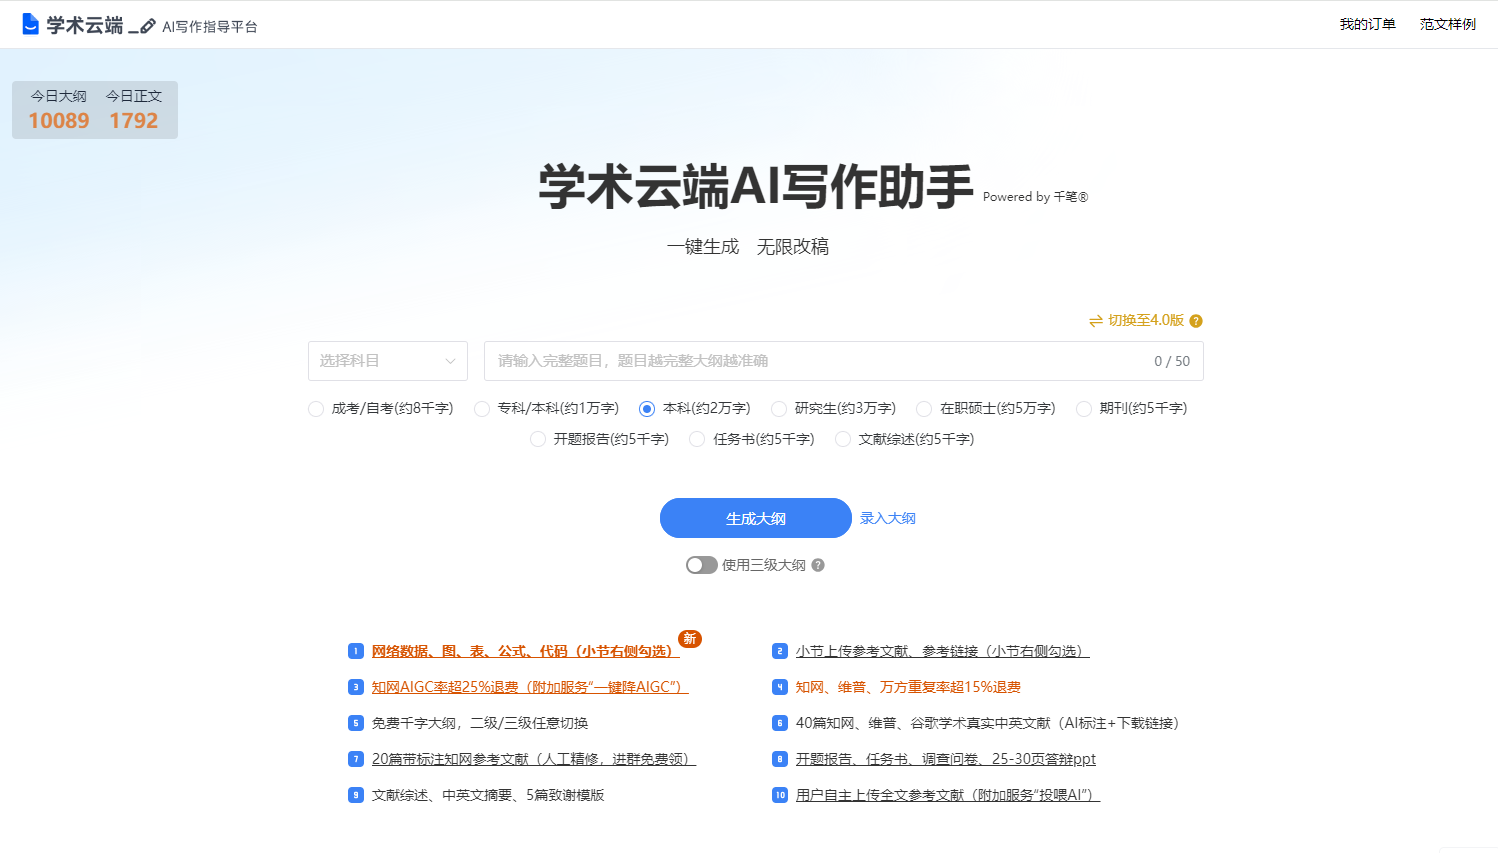 学术云端 AI写作指导平台 我的订单 范文样例
今日大纲 今日正文
10089 1792
学术云端AI写作助手 Powered by 千笔®
一键生成 无限改稿
切换至4.0版 ?
选择科目 请输入完整题目，题目越完整大纲越准确 0 / 50
成考/自考(约8千字) 专科/本科(约1万字) 本科(约2万字) 研究生(约3万字) 在职硕士(约5万字) 期刊(约5千字)
开题报告(约5千字) 任务书(约5千字) 文献综述(约5千字)
生成大纲 录入大纲
使用三级大纲 ?
1 网络数据、图、表、公式、代码（小节右侧勾选） 新
2 小节上传参考文献、参考链接（小节右侧勾选）
3 知网AIGC率超25%退费（附加服务“一键降AIGC”）
4 知网、维普、万方重复率超15%退费
5 免费千字大纲，二级/三级任意切换
6 40篇知网、维普、谷歌学术真实中英文献（AI标注+下载链接）
7 20篇带标注知网参考文献（人工精修，进群免费领）
8 开题报告、任务书、调查问卷、25-30页答辩ppt
9 文献综述、中英文摘要、5篇致谢模版
10 用户自主上传全文参考文献（附加服务“投喂AI”）